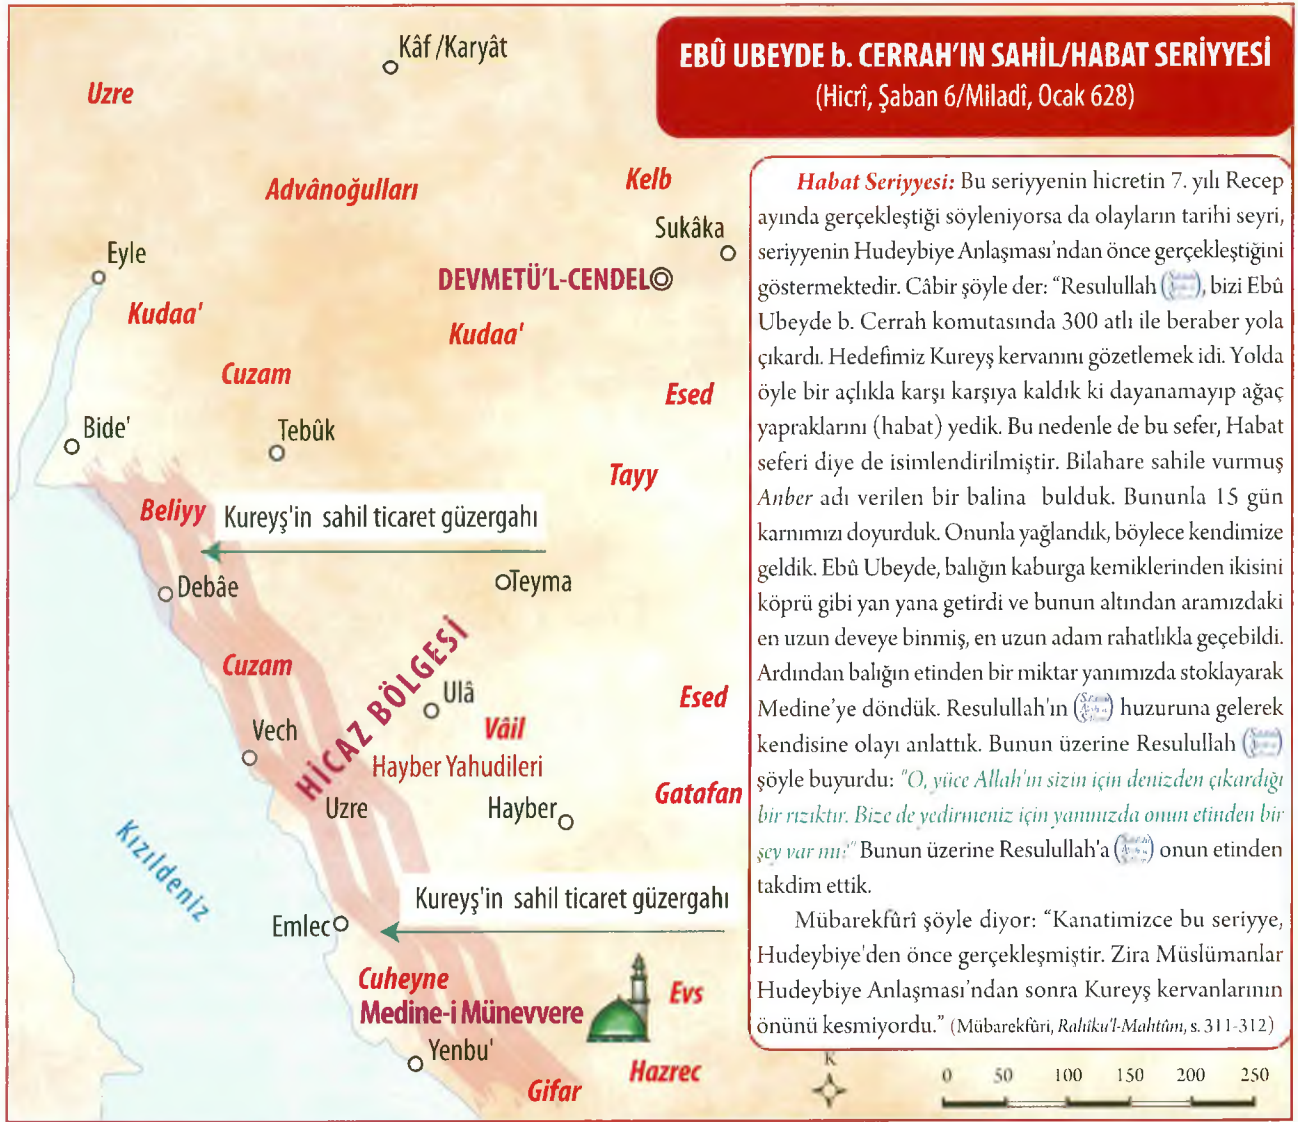 EBÛ UBEYDE b. CERRAH'IN SAHİL/HABAT SERİYYESİ
(Hicrî, Şaban 6/Miladî, Ocak 628)
Kâf /Karyât
Uzre
Advânoğulları
Kelb
Sukâka
Eyle
DEVMETÜ'L-CENDEL
Kudaa'
Kudaa'
Cuzam
Esed
Bide'
Tebûk
Tayy
Beliyy
Kureyş'in sahil ticaret güzergahı
Debâe
Teyma
Cuzam
HİCAZ BÖLGESİ
Ulâ
Esed
Vech
Vâil
Hayber Yahudileri
Gatafan
Uzre
Hayber
Kızıldeniz
Kureyş'in sahil ticaret güzergahı
Emlec
Cuheyne
Evs
Medine-i Münevvere
Yenbu'
Hazrec
Gifar
Habat Seriyyesi: Bu seriyyenin hicretin 7. yılı Recep
ayında gerçekleştiği söyleniyorsa da olayların tarihi seyri,
seriyyenin Hudeybiye Anlaşması'ndan önce gerçekleştiğini
göstermektedir. Câbir şöyle der: "Resulullah ( ), bizi Ebû
Ubeyde b. Cerrah komutasında 300 atlı ile beraber yola
çıkardı. Hedefimiz Kureyş kervanını gözetlemek idi. Yolda
öyle bir açlıkla karşı karşıya kaldık ki dayanamayıp ağaç
yapraklarını (habat) yedik. Bu nedenle de bu sefer, Habat
seferi diye de isimlendirilmiştir. Bilahare sahile vurmuş
Anber adı verilen bir balina bulduk. Bununla 15 gün
karnımızı doyurduk. Onunla yağlandık, böylece kendimize
geldik. Ebû Ubeyde, balığın kaburga kemiklerinden ikisini
köprü gibi yan yana getirdi ve bunun altından aramızdaki
en uzun deveye binmiş, en uzun adam rahatlıkla geçebildi.
Ardından balığın etinden bir miktar yanımızda stoklayarak
Medine'ye döndük. Resulullah'ın ( ) huzuruna gelerek
kendisine olayı anlattık. Bunun üzerine Resulullah ( )
şöyle buyurdu: "O, yüce Allah'ın sizin için denizden çıkardığı
bir rızıktır. Bize de yedirmeniz için yanınızda onun etinden bir
şey var mı?" Bunun üzerine Resulullah'a ( ) onun etinden
takdim ettik.
Mübarekfûrî şöyle diyor: "Kanatimizce bu seriyye,
Hudeybiye'den önce gerçekleşmiştir. Zira Müslümanlar
Hudeybiye Anlaşması'ndan sonra Kureyş kervanlarının
önünü kesmiyordu." (Mübarekfûri, Rahîku'l-Mahtûm, s. 311-312)
K
0 50 100 150 200 250